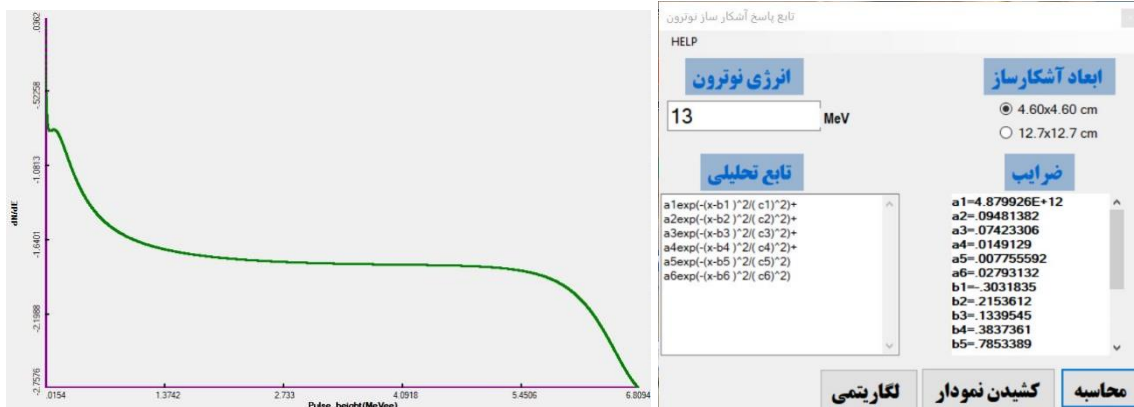 .0362
-.52258
-1.0813
-1.6401
-2.1988
-2.7576
dN/dE
.0154
1.3742
2.733
4.0918
5.4506
6.8094
Pulse height(MeVee)
تابع پاسخ آشکار ساز نوترون
HELP
انرژی نوترون
ابعاد آشکارساز
13 MeV
4.60x4.60 cm
12.7x12.7 cm
تابع تحلیلی
ضرایب
a1exp(-(x-b1 )^2/( c1)^2)+
a2exp(-(x-b2 )^2/( c2)^2)+
a3exp(-(x-b3 )^2/( c3)^2)+
a4exp(-(x-b4 )^2/( c4)^2)+
a5exp(-(x-b5 )^2/( c5)^2)+
a6exp(-(x-b6 )^2/( c6)^2)
a1=4.879926E+12
a2=.09481382
a3=.07423306
a4=.0149129
a5=.007755592
a6=.02793132
b1=-.3031835
b2=.2153612
b3=.1339545
b4=.3837361
b5=.7853389
محاسبه
کشیدن نمودار
لگاریتمی